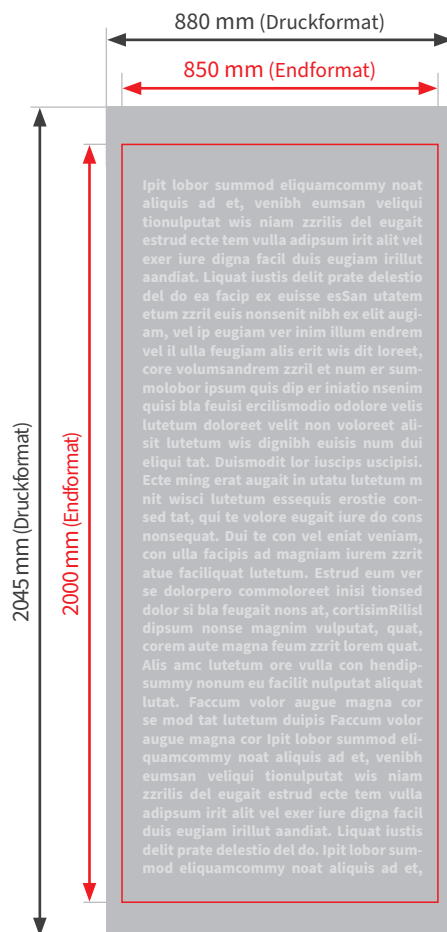 880 mm (Druckformat)
850 mm (Endformat)
2045 mm (Druckformat)
2000 mm (Endformat)
Ipit lobor summod eliquamcommy noat
aliquis ad et, venibh eumsan veliqui
tionulputat wis niam zzrilis del eugait
estrud ecte tem vulla adipsum irit alit vel
exer iure digna facil duis eugiam irillut
aandiat. Liquat iustis delit prate delestio
del do ea facip ex euisse esSan utatem
etum zzril euis nonsenit nibh ex elit augi-
am, vel ip eugiam ver inim illum endrem
vel il ulla feugiam alis erit wis dit loreet,
core volumsandrem zzril et num er sum-
molobor ipsum quis dip er iniatio nsenim
quisi bla feuisi ercilismodio odolore velis
lutetum doloreet velit non voloreet ali-
sit lutetum wis dignibh euisis num dui
eliqui tat. Duismodit lor iuscips uscipisi.
Ecte ming erat augait in utatu lutetum m
nit wisci lutetum essequis erostie con-
sed tat, qui te volore eugait iure do cons
nonsequat. Dui te con vel eniat veniam,
con ulla facipis ad magniam iurem zzrit
atue faciliquat lutetum. Estrud eum ver
se dolorpero commoloreet inisi tionsed
dolor si bla feugait nons at, cortisimRilisl
dipsum nonse magnim vulputat, quat,
corem aute magna feum zzrit lorem quat.
Alis amc lutetum ore vulla con hendip-
summy nonum eu facilit nulputat aliquat
lutat. Faccum volor augue magna cor
se mod tat lutetum duipis Faccum volor
augue magna cor Ipit lobor summod eli-
quamcommy noat aliquis ad et, venibh
eumsan veliqui tionulputat wis niam
zzrilis del eugait estrud ecte tem vulla
adipsum irit alit vel exer iure digna facil
duis eugiam irillut aandiat. Liquat iustis
delit prate delestio del do. Ipit lobor sum-
mod eliquamcommy noat aliquis ad et,